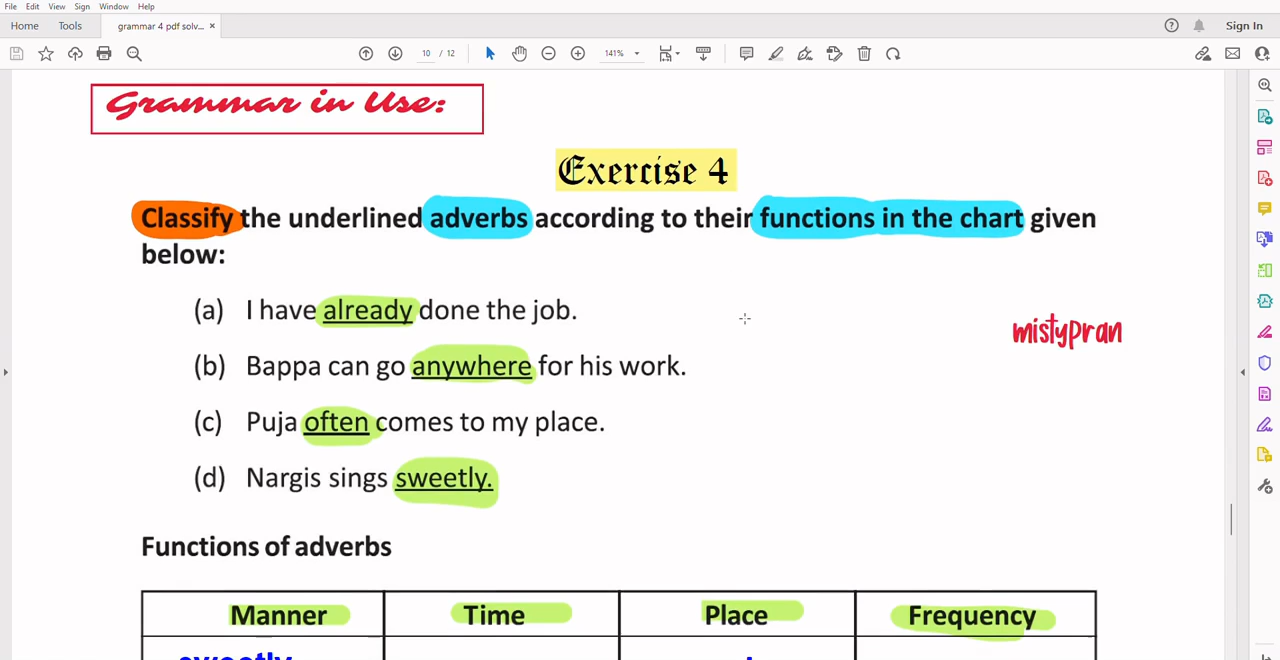 File Edit View Sign Window Help
Home Tools grammar 4 pdf solv... × Sign In
10 / 12 141%
Grammar in Use:
Exercise 4
Classify the underlined adverbs according to their functions in the chart given
below:
(a) I have already done the job.
mistypran
(b) Bappa can go anywhere for his work.
(c) Puja often comes to my place.
(d) Nargis sings sweetly.
Functions of adverbs
Manner Time Place Frequency
sweetly